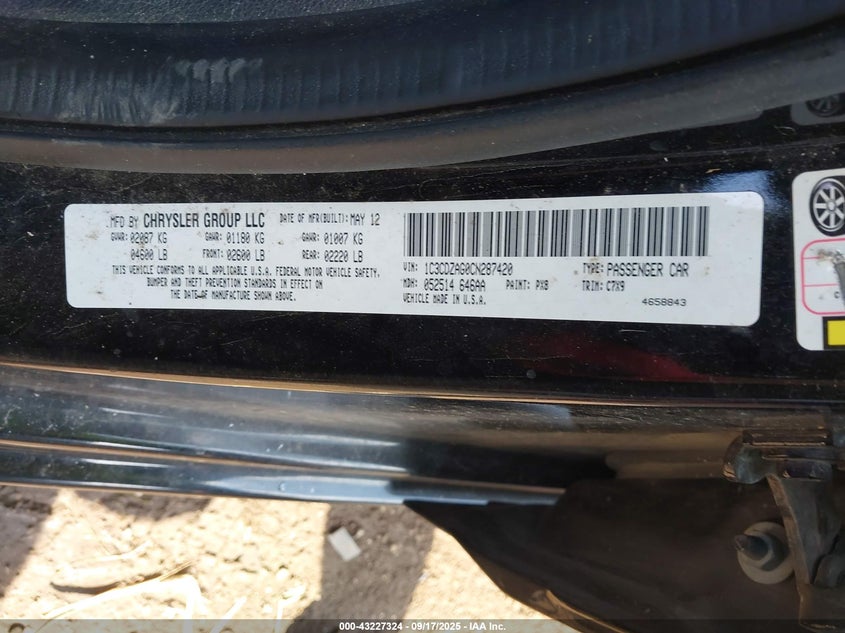 MFD BY CHRYSLER GROUP LLC DATE OF MFR(BUILT): MAY 12
GVWR: 02087 KG GAWR: 01180 KG GAWR: 01007 KG
04600 LB FRONT: 02600 LB REAR: 02220 LB
THIS VEHICLE CONFORMS TO ALL APPLICABLE U.S.A. FEDERAL MOTOR VEHICLE SAFETY,
BUMPER AND THEFT PREVENTION STANDARDS IN EFFECT ON
THE DATE OF MANUFACTURE SHOWN ABOVE.
VIN: 1C3CDZAG0CN287420 TYPE: PASSENGER CAR
MDH: 052514 646AA PAINT: PX8 TRIM: C7X9
VEHICLE MADE IN U.S.A. 4658843
000-43227324 - 09/17/2025 - IAA Inc.